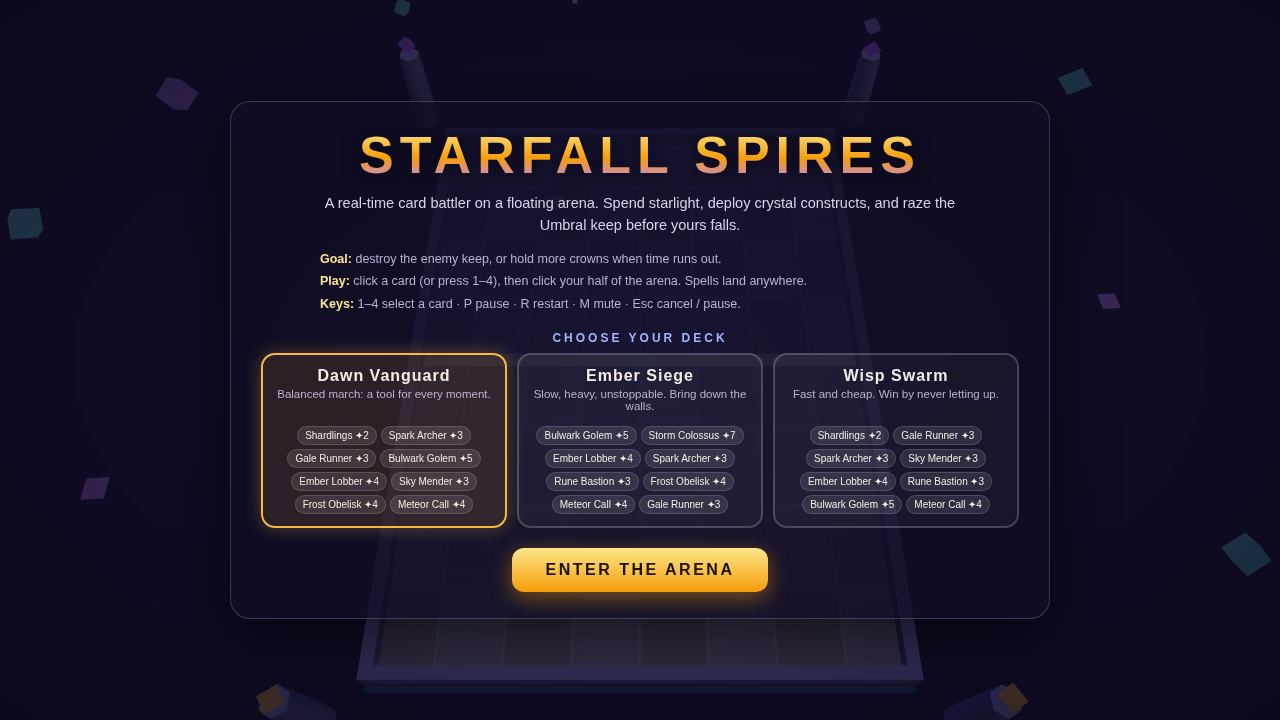 STARFALL SPIRES
A real-time card battler on a floating arena. Spend starlight, deploy crystal constructs, and raze the
Umbral keep before yours falls.
Goal: destroy the enemy keep, or hold more crowns when time runs out.
Play: click a card (or press 1–4), then click your half of the arena. Spells land anywhere.
Keys: 1–4 select a card · P pause · R restart · M mute · Esc cancel / pause.
CHOOSE YOUR DECK
Dawn Vanguard
Balanced march: a tool for every moment.
Shardlings ✦2 Spark Archer ✦3
Gale Runner ✦3 Bulwark Golem ✦5
Ember Lobber ✦4 Sky Mender ✦3
Frost Obelisk ✦4 Meteor Call ✦4
Ember Siege
Slow, heavy, unstoppable. Bring down the
walls.
Bulwark Golem ✦5 Storm Colossus ✦7
Ember Lobber ✦4 Spark Archer ✦3
Rune Bastion ✦3 Frost Obelisk ✦4
Meteor Call ✦4 Gale Runner ✦3
Wisp Swarm
Fast and cheap. Win by never letting up.
Shardlings ✦2 Gale Runner ✦3
Spark Archer ✦3 Sky Mender ✦3
Ember Lobber ✦4 Rune Bastion ✦3
Bulwark Golem ✦5 Meteor Call ✦4
ENTER THE ARENA